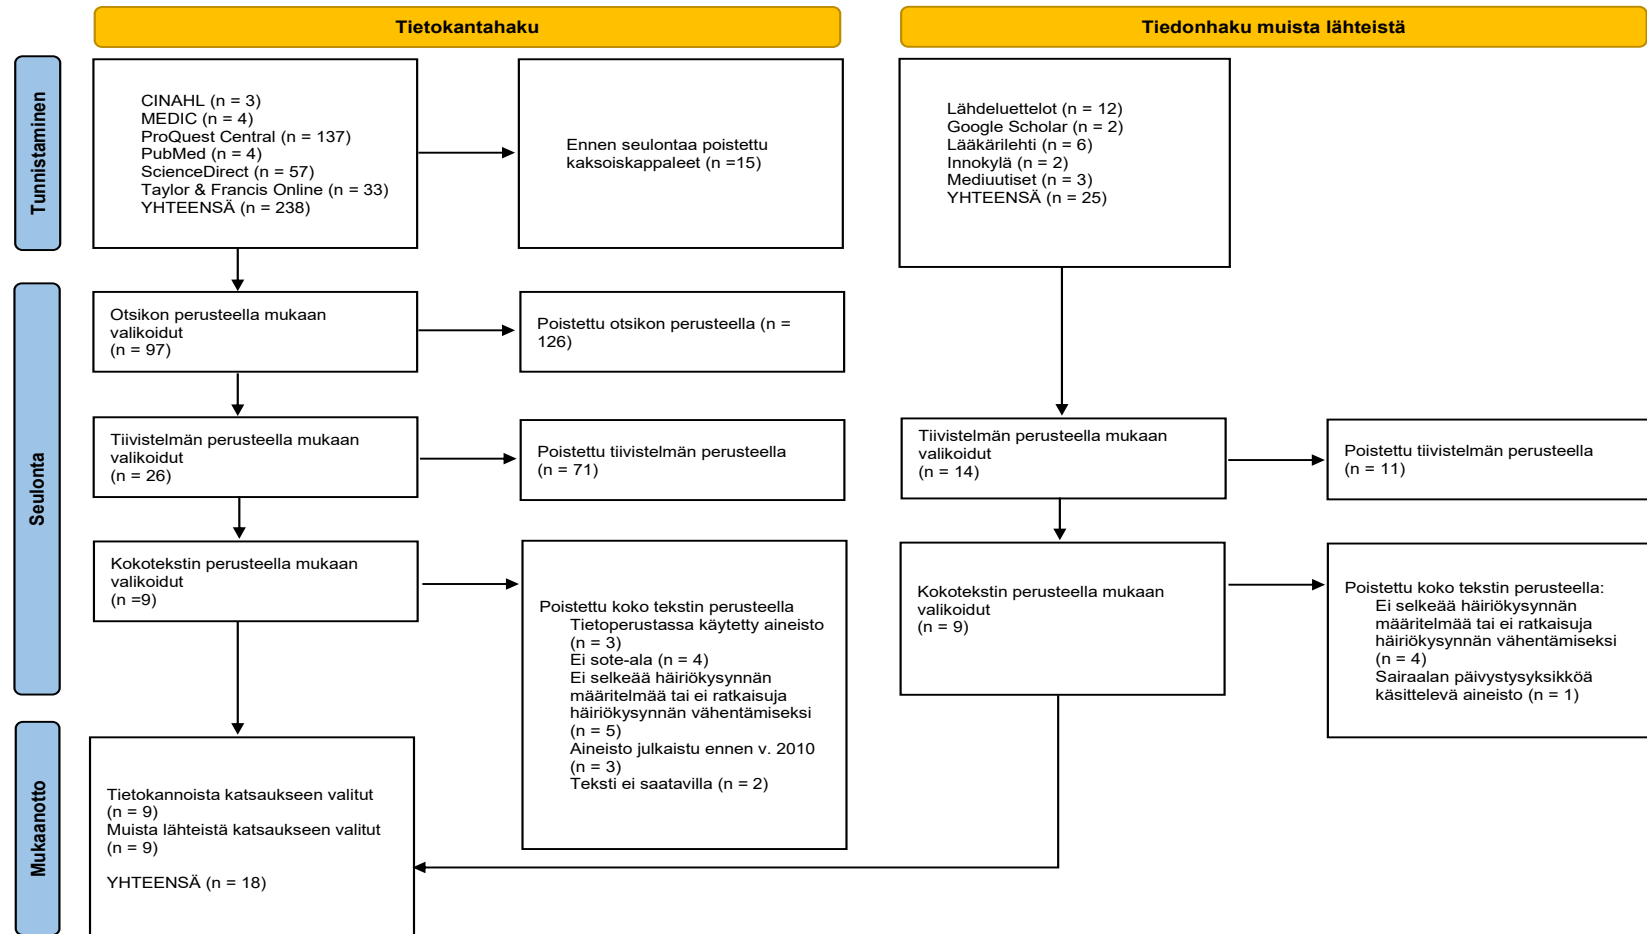 Tietokantahaku
Tiedonhaku muista lähteistä
Tunnistaminen
CINAHL (n = 3)
MEDIC (n = 4)
ProQuest Central (n = 137)
PubMed (n = 4)
ScienceDirect (n = 57)
Taylor & Francis Online (n = 33)
YHTEENSÄ (n = 238)
Ennen seulontaa poistettu
kaksoiskappaleet (n =15)
Lähdeluettelot (n = 12)
Google Scholar (n = 2)
Lääkärilehti (n = 6)
Innokylä (n = 2)
Mediuutiset (n = 3)
YHTEENSÄ (n = 25)
Seulonta
Otsikon perusteella mukaan
valikoidut
(n = 97)
Poistettu otsikon perusteella (n =
126)
Tiivistelmän perusteella mukaan
valikoidut
(n = 26)
Poistettu tiivistelmän perusteella
(n = 71)
Tiivistelmän perusteella mukaan
valikoidut
(n = 14)
Poistettu tiivistelmän perusteella
(n = 11)
Kokotekstin perusteella mukaan
valikoidut
(n =9)
Poistettu koko tekstin perusteella
Tietoperustassa käytetty aineisto
(n = 3)
Ei sote-ala (n = 4)
Ei selkeää häiriökysynnän
määritelmää tai ei ratkaisuja
häiriökysynnän vähentämiseksi
(n = 5)
Aineisto julkaistu ennen v. 2010
(n = 3)
Teksti ei saatavilla (n = 2)
Kokotekstin perusteella mukaan
valikoidut
(n = 9)
Poistettu koko tekstin perusteella:
Ei selkeää häiriökysynnän
määritelmää tai ei ratkaisuja
häiriökysynnän vähentämiseksi
(n = 4)
Sairaalan päivystysyksikköä
käsittelevä aineisto (n = 1)
Mukaanotto
Tietokannoista katsaukseen valitut
(n = 9)
Muista lähteistä katsaukseen valitut
(n = 9)
YHTEENSÄ (n = 18)